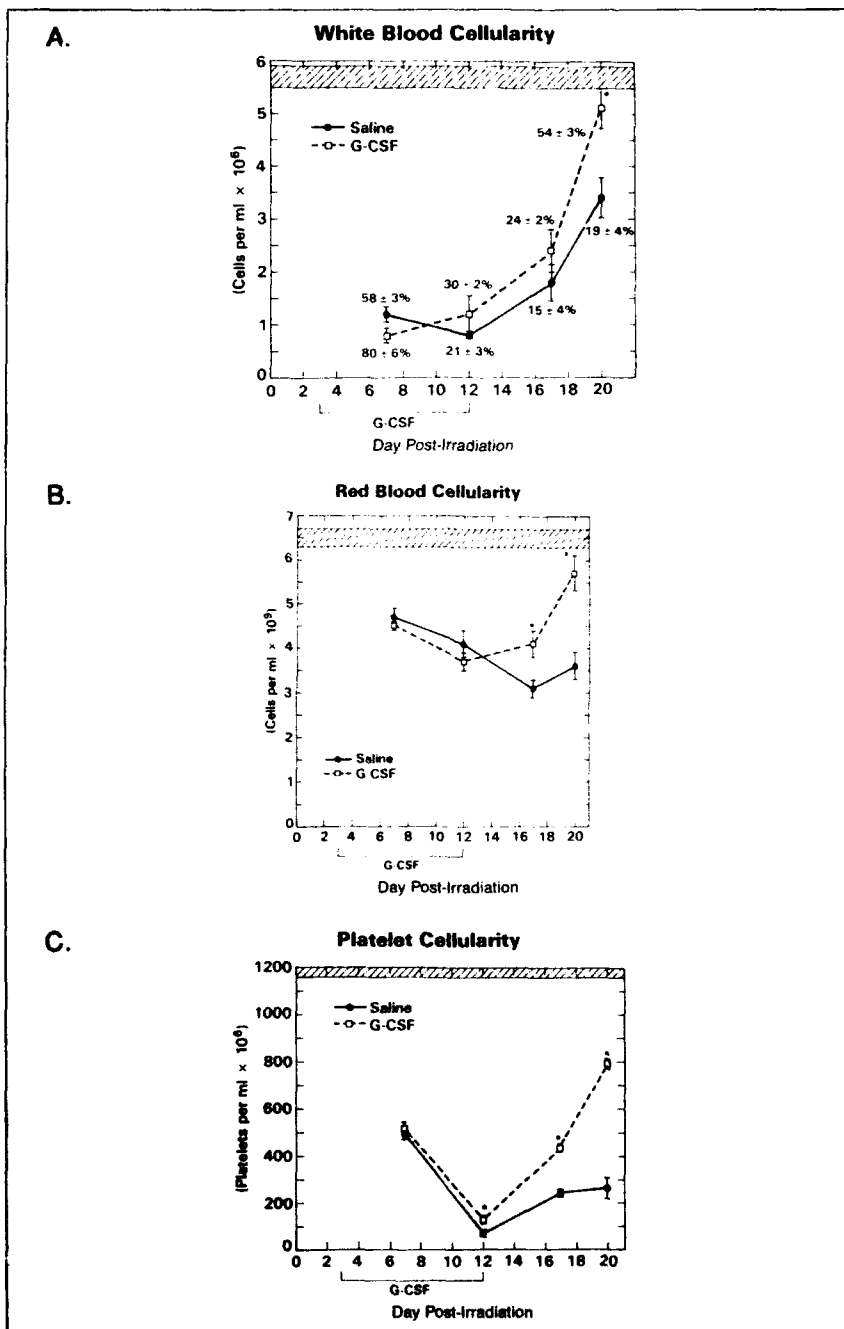 A.
White Blood Cellularity
(Cells per ml × 10⁶)
6
5
4
3
2
1
0
Saline
G-CSF
58 ± 3%
80 ± 6%
30 - 2%
21 ± 3%
24 ± 2%
15 ± 4%
54 ± 3%
19 ± 4%
*
0 2 4 6 8 10 12 14 16 18 20
G-CSF
Day Post-Irradiation
B.
Red Blood Cellularity
(Cells per ml × 10⁹)
7
6
5
4
3
2
1
0
Saline
G CSF
0 2 4 6 8 10 12 14 16 18 20
G-CSF
Day Post-Irradiation
C.
Platelet Cellularity
(Platelets per ml × 10⁶)
1200
1000
800
600
400
200
0
Saline
G-CSF
* * *
0 2 4 6 8 10 12 14 16 18 20
G-CSF
Day Post-Irradiation